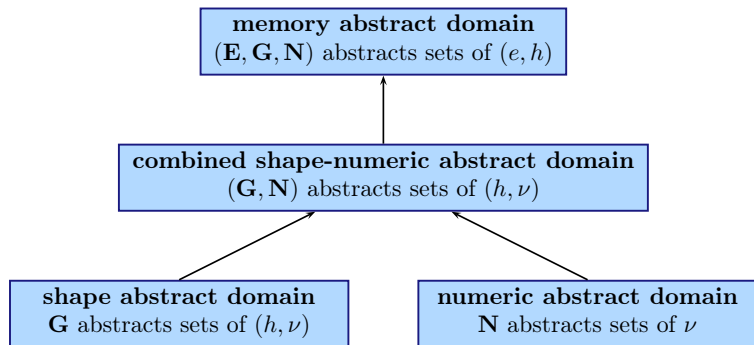 memory abstract domain
(E, G, N) abstracts sets of (e, h)
combined shape-numeric abstract domain
(G, N) abstracts sets of (h, ν)
shape abstract domain
G abstracts sets of (h, ν)
numeric abstract domain
N abstracts sets of ν